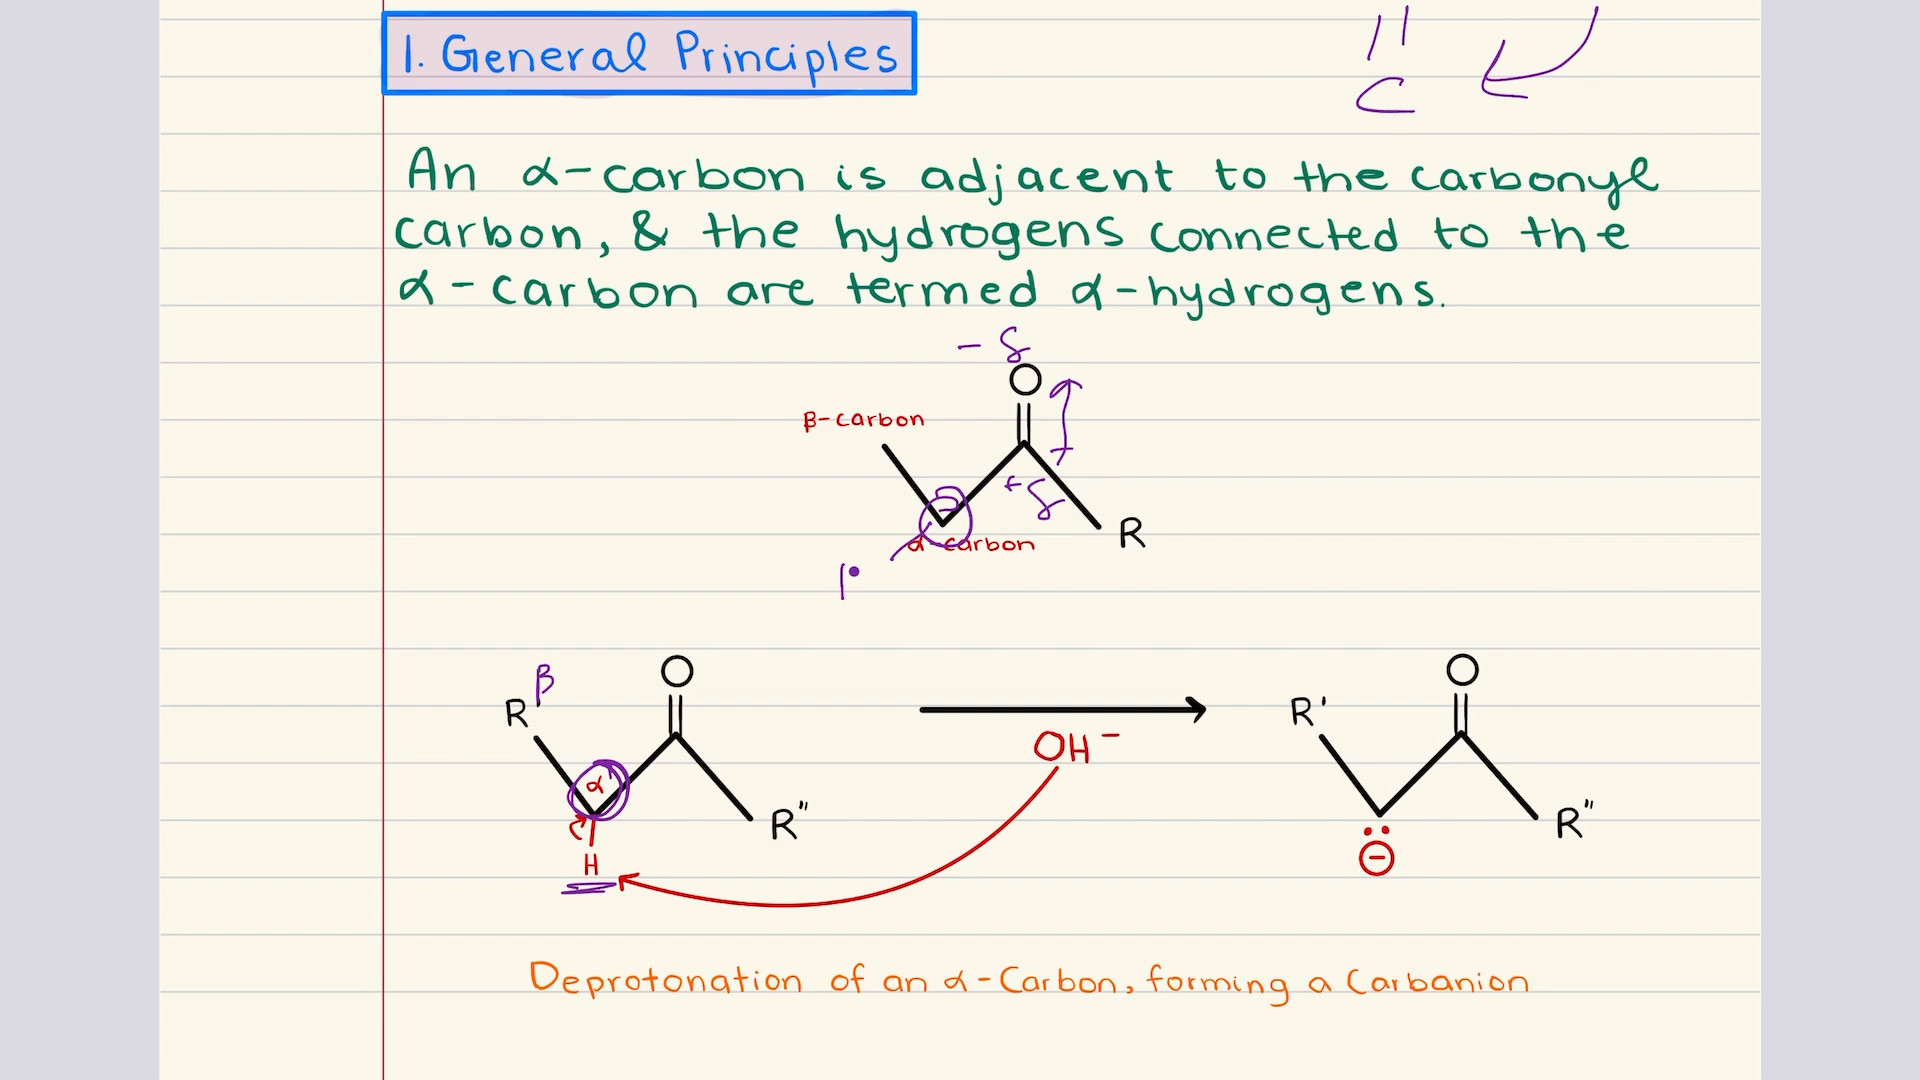 1. General Principles
C
An α-carbon is adjacent to the carbonyl
carbon, & the hydrogens connected to the
α-carbon are termed α-hydrogens.
- δ
O
β-carbon
+ δ
R
α-carbon
β
R'
O
α
H
R"
OH⁻
R'
O
R"
⊖
Deprotonation of an α-Carbon, forming a Carbanion